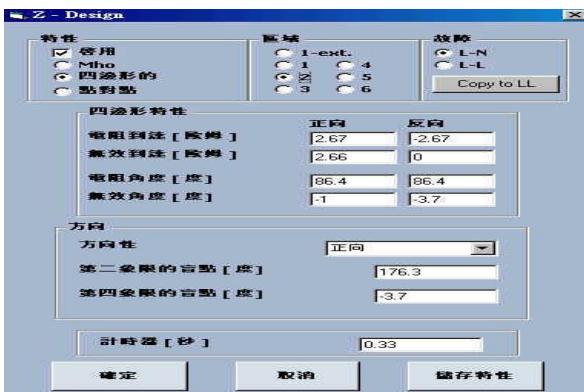 Z - Design
特性
啓用
Mho
四邊形的
點對點
區域
1-ext.
1
4
2
5
3
6
故障
L-N
L-L
Copy to LL
四邊形特性
正向
反向
電阻到達 [ 歐姆 ]
2.67
-2.67
無效到達 [ 歐姆 ]
2.66
0
電阻角度 [ 度 ]
86.4
86.4
無效角度 [ 度 ]
-1
-3.7
方向
方向性
正向
第二象限的盲點 [ 度 ]
176.3
第四象限的盲點 [ 度 ]
-3.7
計時器 [ 秒 ]
0.33
確定
取消
儲存特性